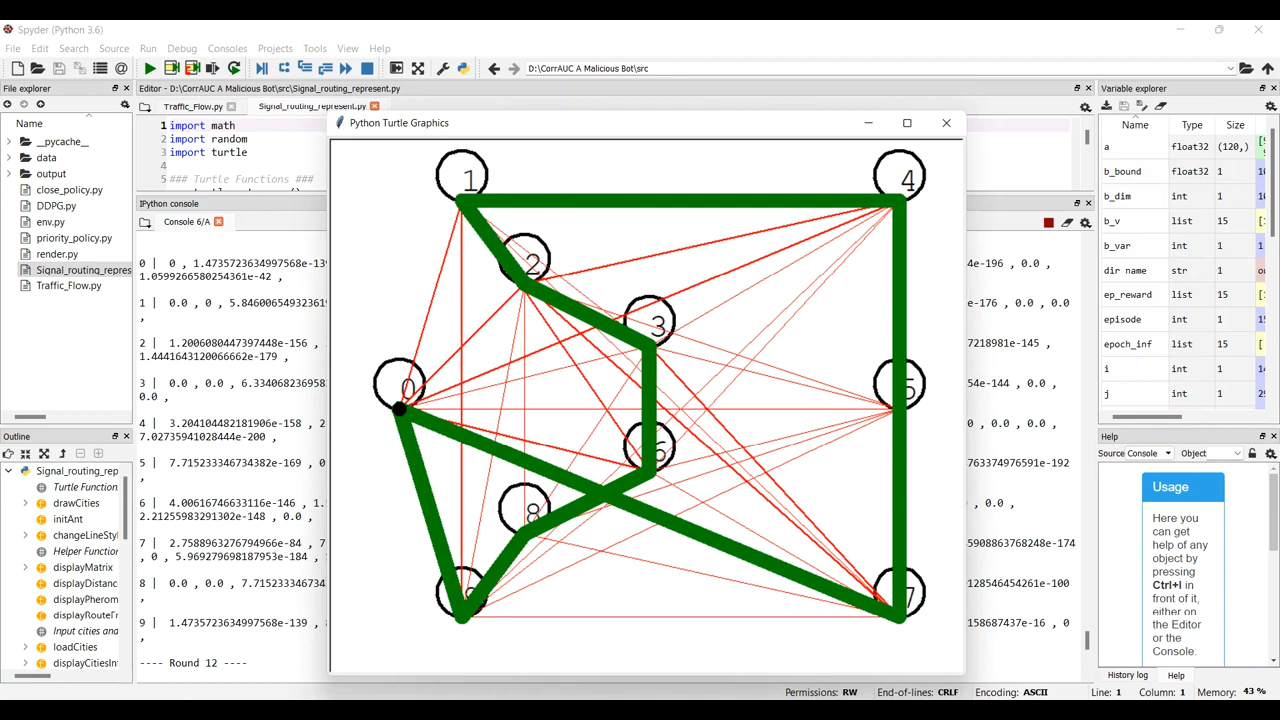 Spyder (Python 3.6)
File Edit Search Source Run Debug Consoles Projects Tools View Help
D:\CorrAUC A Malicious Bot\src
File explorer
Name
__pycache__
data
output
close_policy.py
DDPG.py
env.py
priority_policy.py
render.py
Signal_routing_repres
Traffic_Flow.py
Outline
Signal_routing_rep
Turtle Function
drawCities
initAnt
changeLineStyl
Helper Function
displayMatrix
displayDistanc
displayPherom
displayRouteFr
Input cities and
loadCities
displayCitiesInf
Editor - D:\CorrAUC A Malicious Bot\src\Signal_routing_represent.py
Traffic_Flow.py Signal_routing_represent.py
1 import math
2 import random
3 import turtle
4
5 ### Turtle Functions ###
IPython console
Console 6/A
0 | 0 , 1.4735723634997568e-139 e-196 , 0.0 ,
1.0599266580254361e-42 ,
1 | 0.0 , 0 , 5.846006549323619 e-176 , 0.0 , 0.0
,
2 | 1.2006080447397448e-156 , 7218981e-145 ,
1.4441643120066662e-179 ,
3 | 0.0 , 0.0 , 6.33406823695 5e-54-144 , 0.0 ,
0.0 ,
4 | 3.204104482181906e-158 , 2 , 0.0 , 0.0 ,
7.02735941028444e-200 ,
5 | 7.715233346734382e-169 , 0 763374976591e-192
,
6 | 4.00616746633116e-146 , 1. , 0.0 ,
2.21255983291302e-148 , 0.0 ,
7 | 2.7588963276794966e-84 , 7 5908863768248e-174
, 0 , 5.969279698187953e-184 ,
8 | 0.0 , 0.0 , 7.7152333467 34 128546454261e-100
,
9 | 1.4735723634997568e-139 , 158687437e-16 , 0
,
---- Round 12 ----
Python Turtle Graphics
1
4
2
3
0
5
6
8
9
7
Variable explorer
Name Type Size
a float32 (120,)
b_bound float32 1
b_dim int 1
b_v list 15
b_var int 1
dir name str 1
ep_reward list 15
episode int 1
epoch_inf list 15
i int 1
j int 1
Help
Source Console Object
Usage
Here you
can get
help of any
object by
pressing
Ctrl+I in
front of it,
either on
the Editor
or the
Console.
History log Help
Permissions: RW End-of-lines: CRLF Encoding: ASCII Line: 1 Column: 1 Memory: 43 %